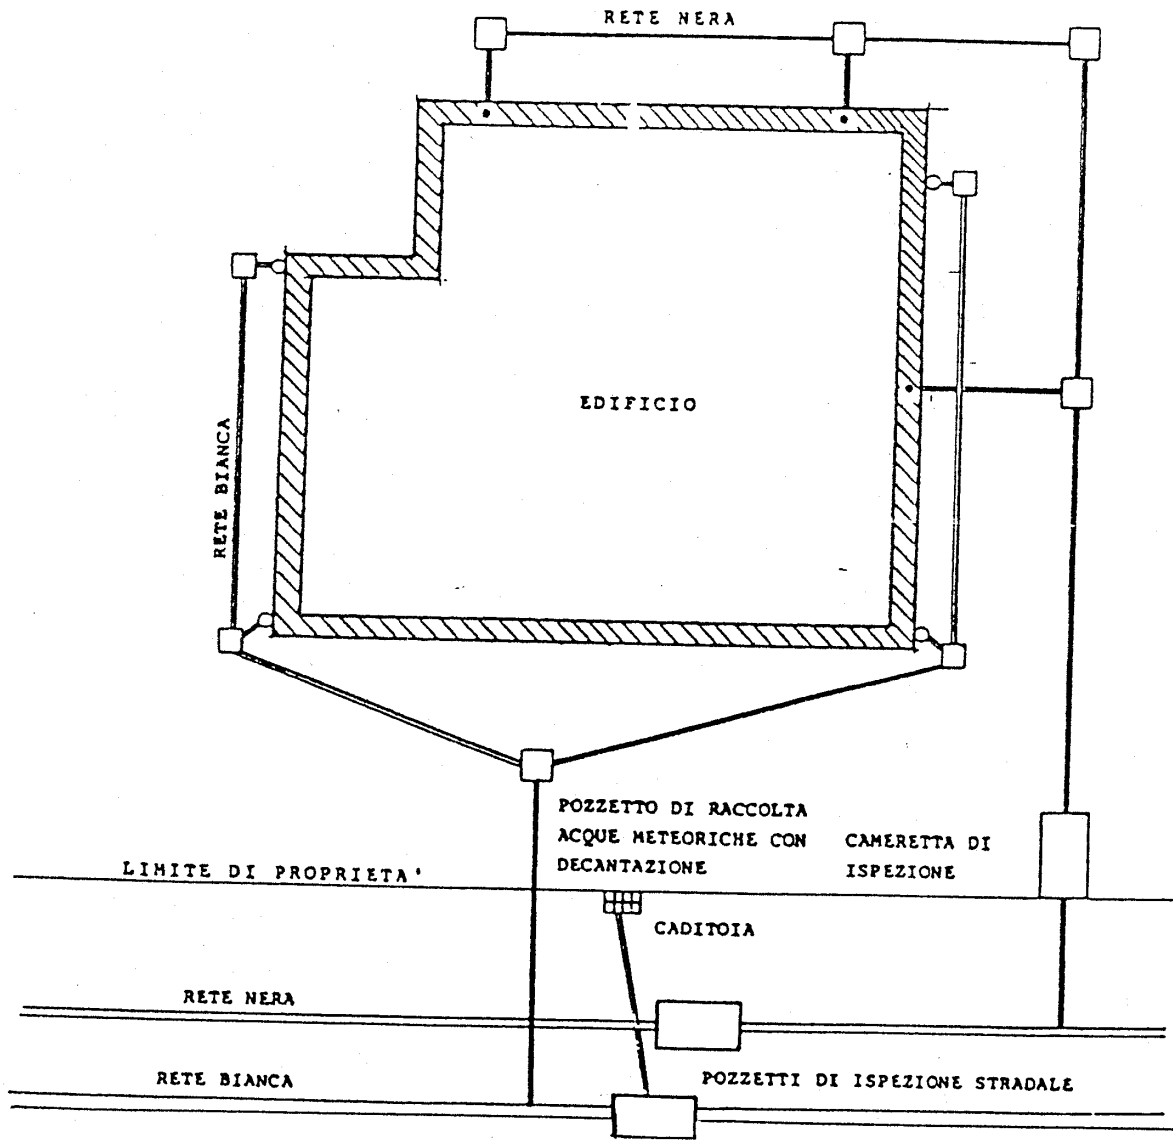 RETE NERA
EDIFICIO
RETE BIANCA
POZZETTO DI RACCOLTA
ACQUE METEORICHE CON
DECANTAZIONE
CAMERETTA DI
ISPEZIONE
LIMITE DI PROPRIETA'
CADITOIA
RETE NERA
RETE BIANCA
POZZETTI DI ISPEZIONE STRADALE